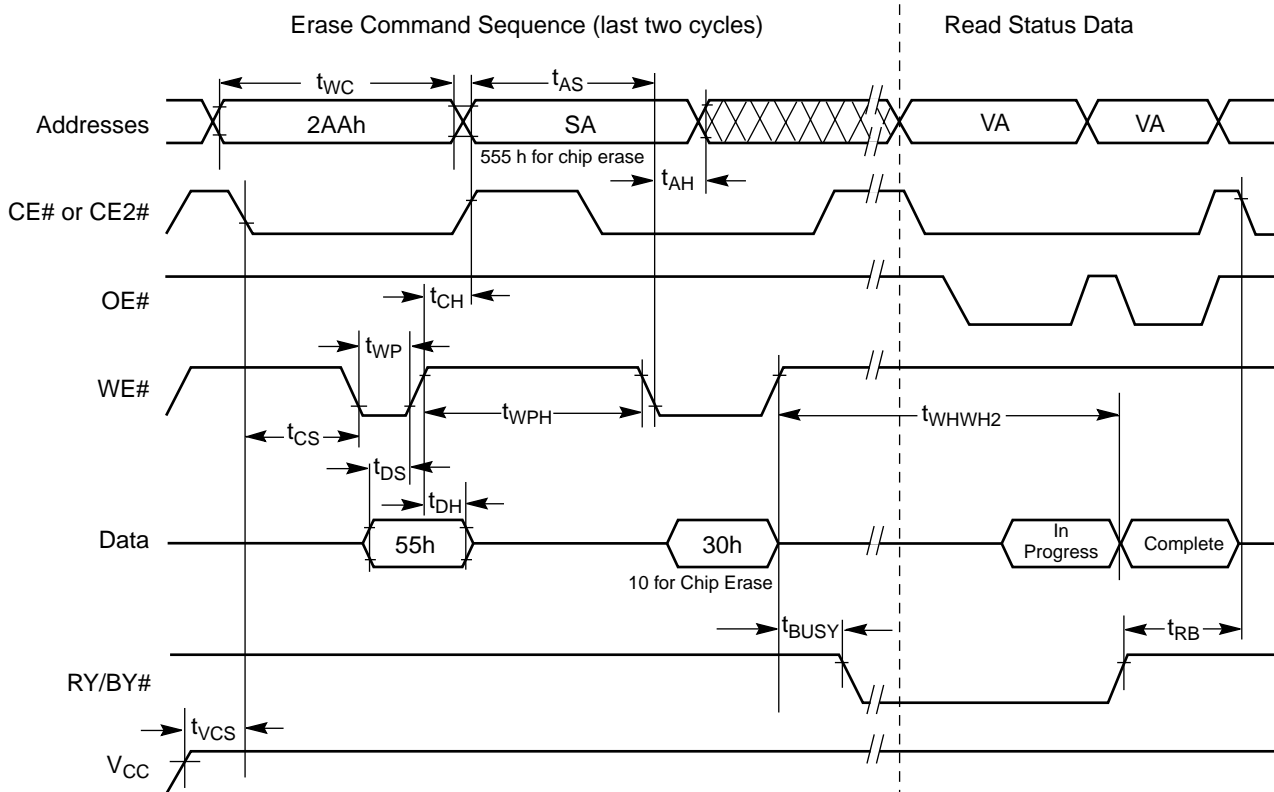 Erase Command Sequence (last two cycles)
Read Status Data
tWC
tAS
Addresses
2AAh
SA
VA
VA
555 h for chip erase
tAH
CE# or CE2#
OE#
tCH
tWP
WE#
tWPH
tWHWH2
tCS
tDS
tDH
Data
55h
30h
In
Progress
Complete
10 for Chip Erase
tBUSY
tRB
RY/BY#
tVCS
VCC